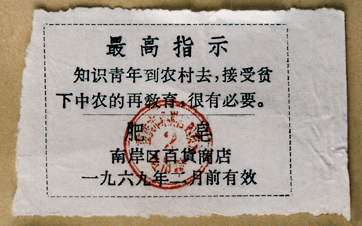 最高指示
知识青年到农村去，接受贫
下中农的再教育，很有必要。
肥 皂
南岸区百货商店
一九六九年二月前有效